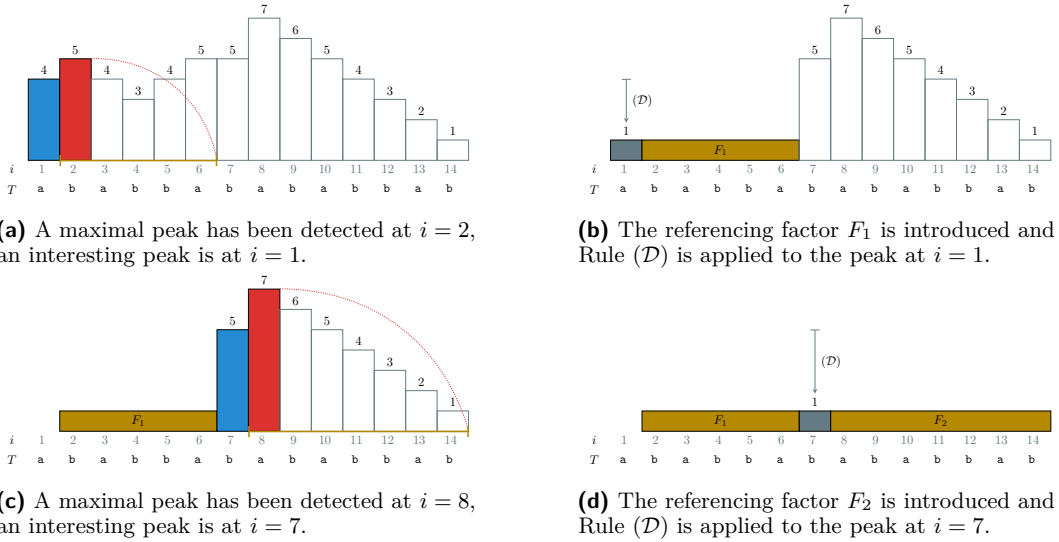 4 5 4 3 4 5 5 7 6 5 4 3 2 1
i 1 2 3 4 5 6 7 8 9 10 11 12 13 14
T a b a b b a b a b a b b a b
(a) A maximal peak has been detected at i = 2,
an interesting peak is at i = 1.
(𝒟)
1 F₁ 5 7 6 5 4 3 2 1
i 1 2 3 4 5 6 7 8 9 10 11 12 13 14
T a b a b b a b a b a b b a b
(b) The referencing factor F₁ is introduced and
Rule (𝒟) is applied to the peak at i = 1.
F₁ 5 7 6 5 4 3 2 1
i 1 2 3 4 5 6 7 8 9 10 11 12 13 14
T a b a b b a b a b a b b a b
(c) A maximal peak has been detected at i = 8,
an interesting peak is at i = 7.
(𝒟)
F₁ 1 F₂
i 1 2 3 4 5 6 7 8 9 10 11 12 13 14
T a b a b b a b a b a b b a b
(d) The referencing factor F₂ is introduced and
Rule (𝒟) is applied to the peak at i = 7.